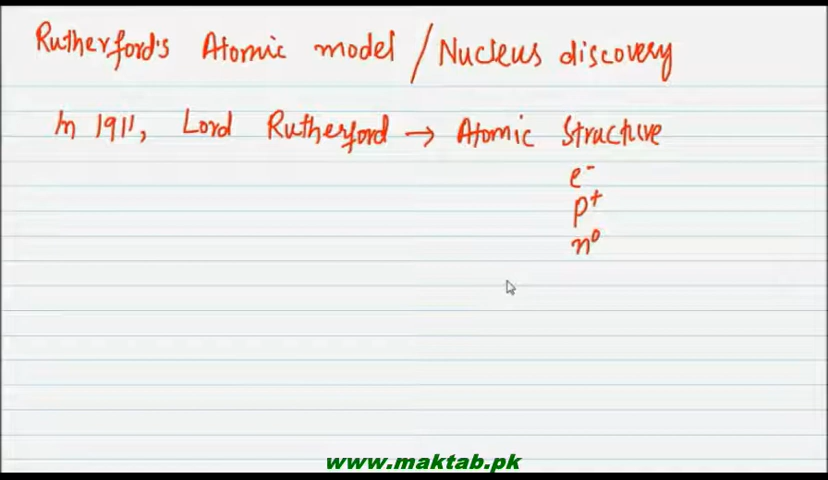 Rutherford's Atomic model / Nucleus discovery
In 1911, Lord Rutherford → Atomic Structure
e⁻
p⁺
n⁰
www.maktab.pk